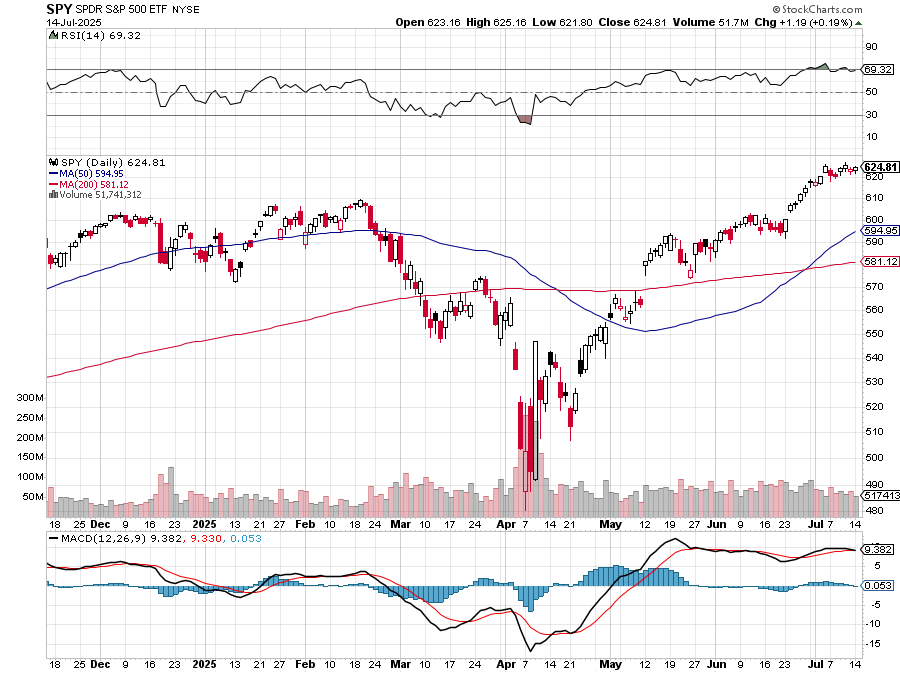 SPY SPDR S&P 500 ETF NYSE © StockCharts.com
14-Jul-2025 Open 623.16 High 625.16 Low 621.80 Close 624.81 Volume 51.7M Chg +1.19 (+0.19%)
RSI(14) 69.32
90
69.32
50
30
10
SPY (Daily) 624.81
MA(50) 594.95
MA(200) 581.12
Volume 51,741,312
624.81
620
610
600
594.95
590
581.12
570
560
550
540
530
520
510
500
490
517413
480
300M
250M
200M
150M
100M
50M
18 25 Dec 9 16 23 2025 13 21 27 Feb 10 18 24 Mar 10 17 24 Apr 7 14 21 May 12 19 27 Jun 9 16 23 Jul 7 14
MACD(12,26,9) 9.382, 9.330, 0.053
9.382
5
0.053
-5
-10
-15
18 25 Dec 9 16 23 2025 13 21 27 Feb 10 18 24 Mar 10 17 24 Apr 7 14 21 May 12 19 27 Jun 9 16 23 Jul 7 14